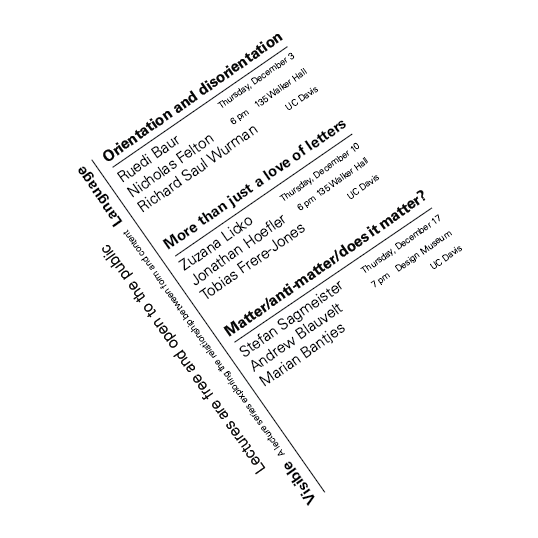 Visible Language
A lecture series exploring the relationship between form and content
Lectures are free and open to the public
Orientation and disorientation
Ruedi Baur
Nicholas Felton
Richard Saul Wurman
Thursday, December 3
6 pm 135 Walker Hall
UC Davis
More than just a love of letters
Zuzana Licko
Jonathan Hoefler
Tobias Frere-Jones
Thursday, December 10
6 pm 135 Walker Hall
UC Davis
Matter/anti-matter/does it matter?
Stefan Sagmeister
Andrew Blauvelt
Marian Bantjes
Thursday, December 17
7 pm Design Museum
UC Davis